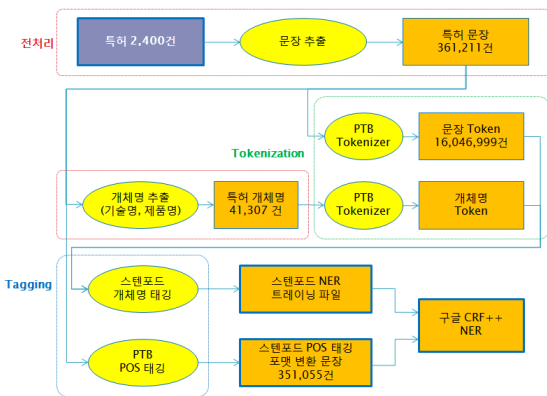 전처리
특허 2,400건
문장 추출
특허 문장
361,211건
Tokenization
PTB
Tokenizer
문장 Token
16,046,999건
개체명 추출
(기술명, 제품명)
특허 개체명
41,307 건
PTB
Tokenizer
개체명
Token
Tagging
스텐포드
개체명 태깅
스텐포드 NER
트레이닝 파일
구글 CRF++
NER
PTB
POS 태깅
스텐포드 POS 태깅
포맷 변환 문장
351,055건